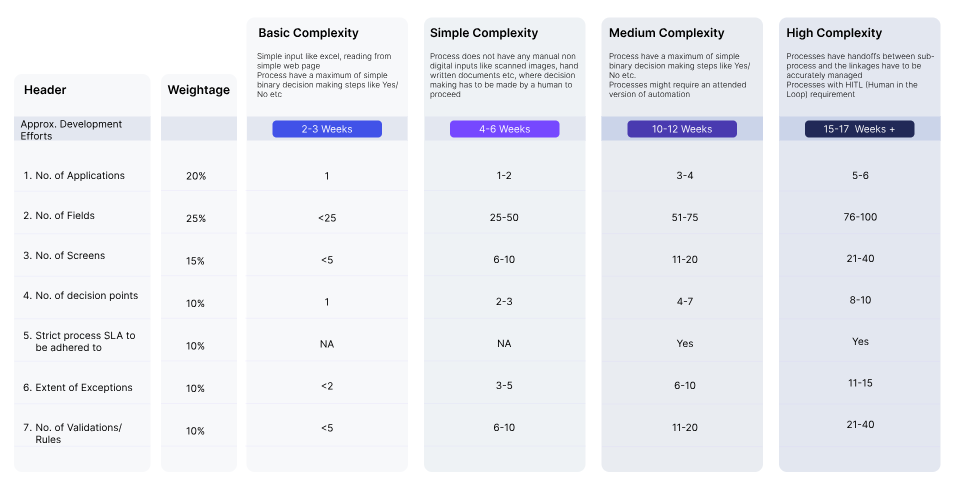 Basic Complexity
Simple input like excel, reading from
simple web page
Process have a maximum of simple
binary decision making steps like Yes/
No etc
Simple Complexity
Process does not have any manual non
digital inputs like scanned images, hand
written documents etc, where decision
making has to be made by a human to
proceed
Medium Complexity
Process have a maximum of simple
binary decision making steps like Yes/
No etc.
Processes might require an attended
version of automation
High Complexity
Processes have handoffs between sub-
process and the linkages have to be
accurately managed
Processes with HITL (Human in the
Loop) requirement
Header
Weightage
Approx. Development
Efforts
2-3 Weeks
4-6 Weeks
10-12 Weeks
15-17 Weeks +
1. No. of Applications
20%
1
1-2
3-4
5-6
2. No. of Fields
25%
<25
25-50
51-75
76-100
3. No. of Screens
15%
<5
6-10
11-20
21-40
4. No. of decision points
10%
1
2-3
4-7
8-10
5. Strict process SLA to
be adhered to
10%
NA
NA
Yes
Yes
6. Extent of Exceptions
10%
<2
3-5
6-10
11-15
7. No. of Validations/
Rules
10%
<5
6-10
11-20
21-40